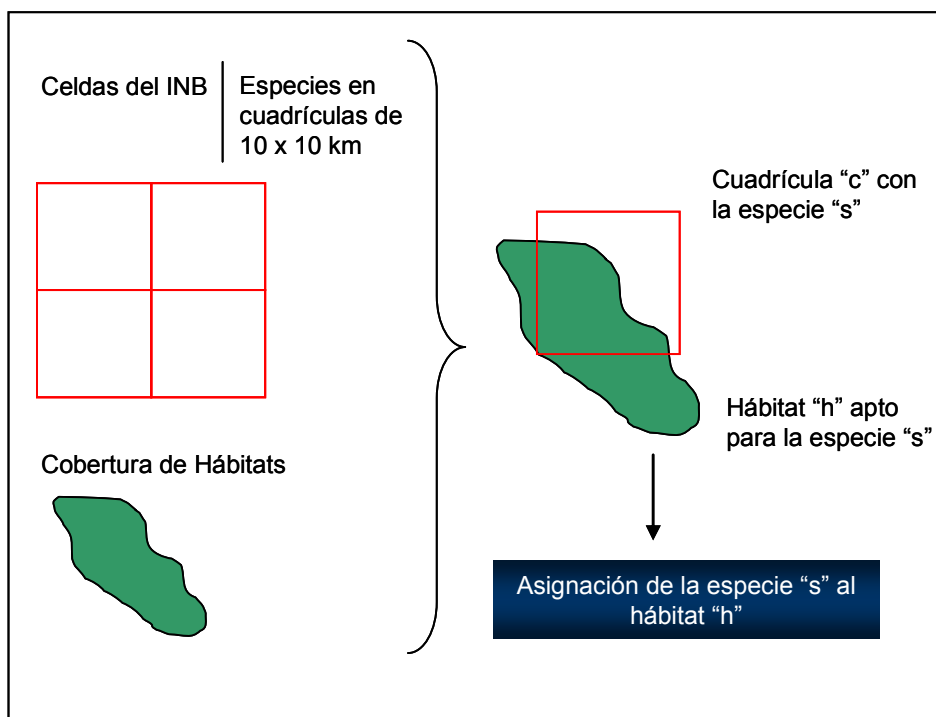 Celdas del INB
Especies en
cuadrículas de
10 x 10 km
Cobertura de Hábitats
Cuadrícula “c” con
la especie “s”
Hábitat “h” apto
para la especie “s”
Asignación de la especie “s” al
hábitat “h”